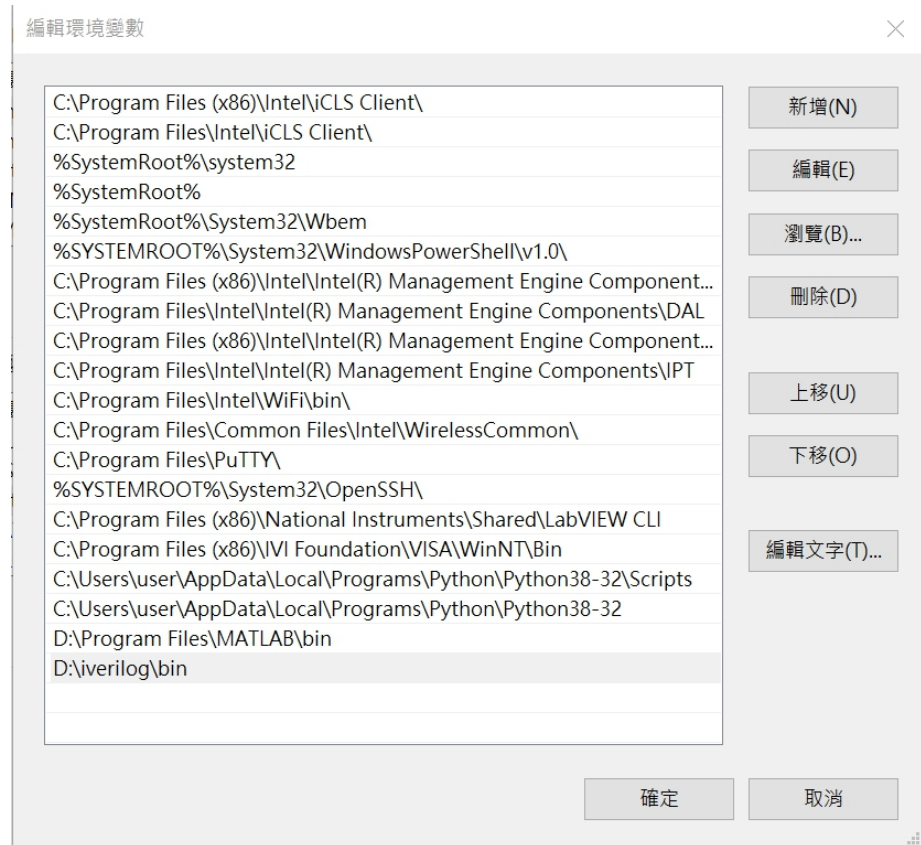 編輯環境變數
C:\Program Files (x86)\Intel\iCLS Client\
C:\Program Files\Intel\iCLS Client\
%SystemRoot%\system32
%SystemRoot%
%SystemRoot%\System32\Wbem
%SYSTEMROOT%\System32\WindowsPowerShell\v1.0\
C:\Program Files (x86)\Intel\Intel(R) Management Engine Component...
C:\Program Files\Intel\Intel(R) Management Engine Components\DAL
C:\Program Files (x86)\Intel\Intel(R) Management Engine Component...
C:\Program Files\Intel\Intel(R) Management Engine Components\IPT
C:\Program Files\Intel\WiFi\bin\
C:\Program Files\Common Files\Intel\WirelessCommon\
C:\Program Files\PuTTY\
%SYSTEMROOT%\System32\OpenSSH\
C:\Program Files (x86)\National Instruments\Shared\LabVIEW CLI
C:\Program Files (x86)\IVI Foundation\VISA\WinNT\Bin
C:\Users\user\AppData\Local\Programs\Python\Python38-32\Scripts
C:\Users\user\AppData\Local\Programs\Python\Python38-32
D:\Program Files\MATLAB\bin
D:\iverilog\bin
新增(N)
編輯(E)
瀏覽(B)...
刪除(D)
上移(U)
下移(O)
編輯文字(T)...
確定
取消